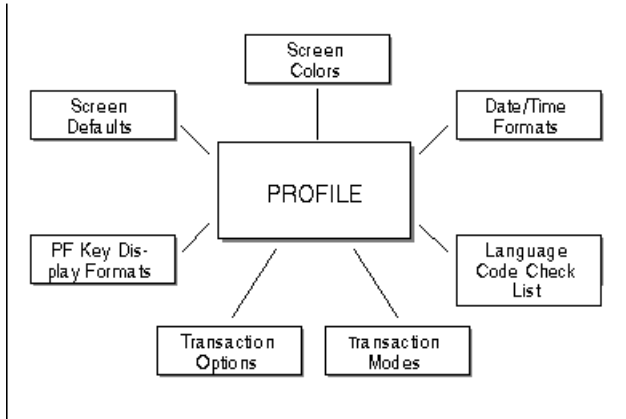 Screen
Colors
Screen
Defaults
Date/Time
Formats
PROFILE
PF Key Dis-
play Formats
Language
Code Check
List
Transaction
Options
Transaction
Modes